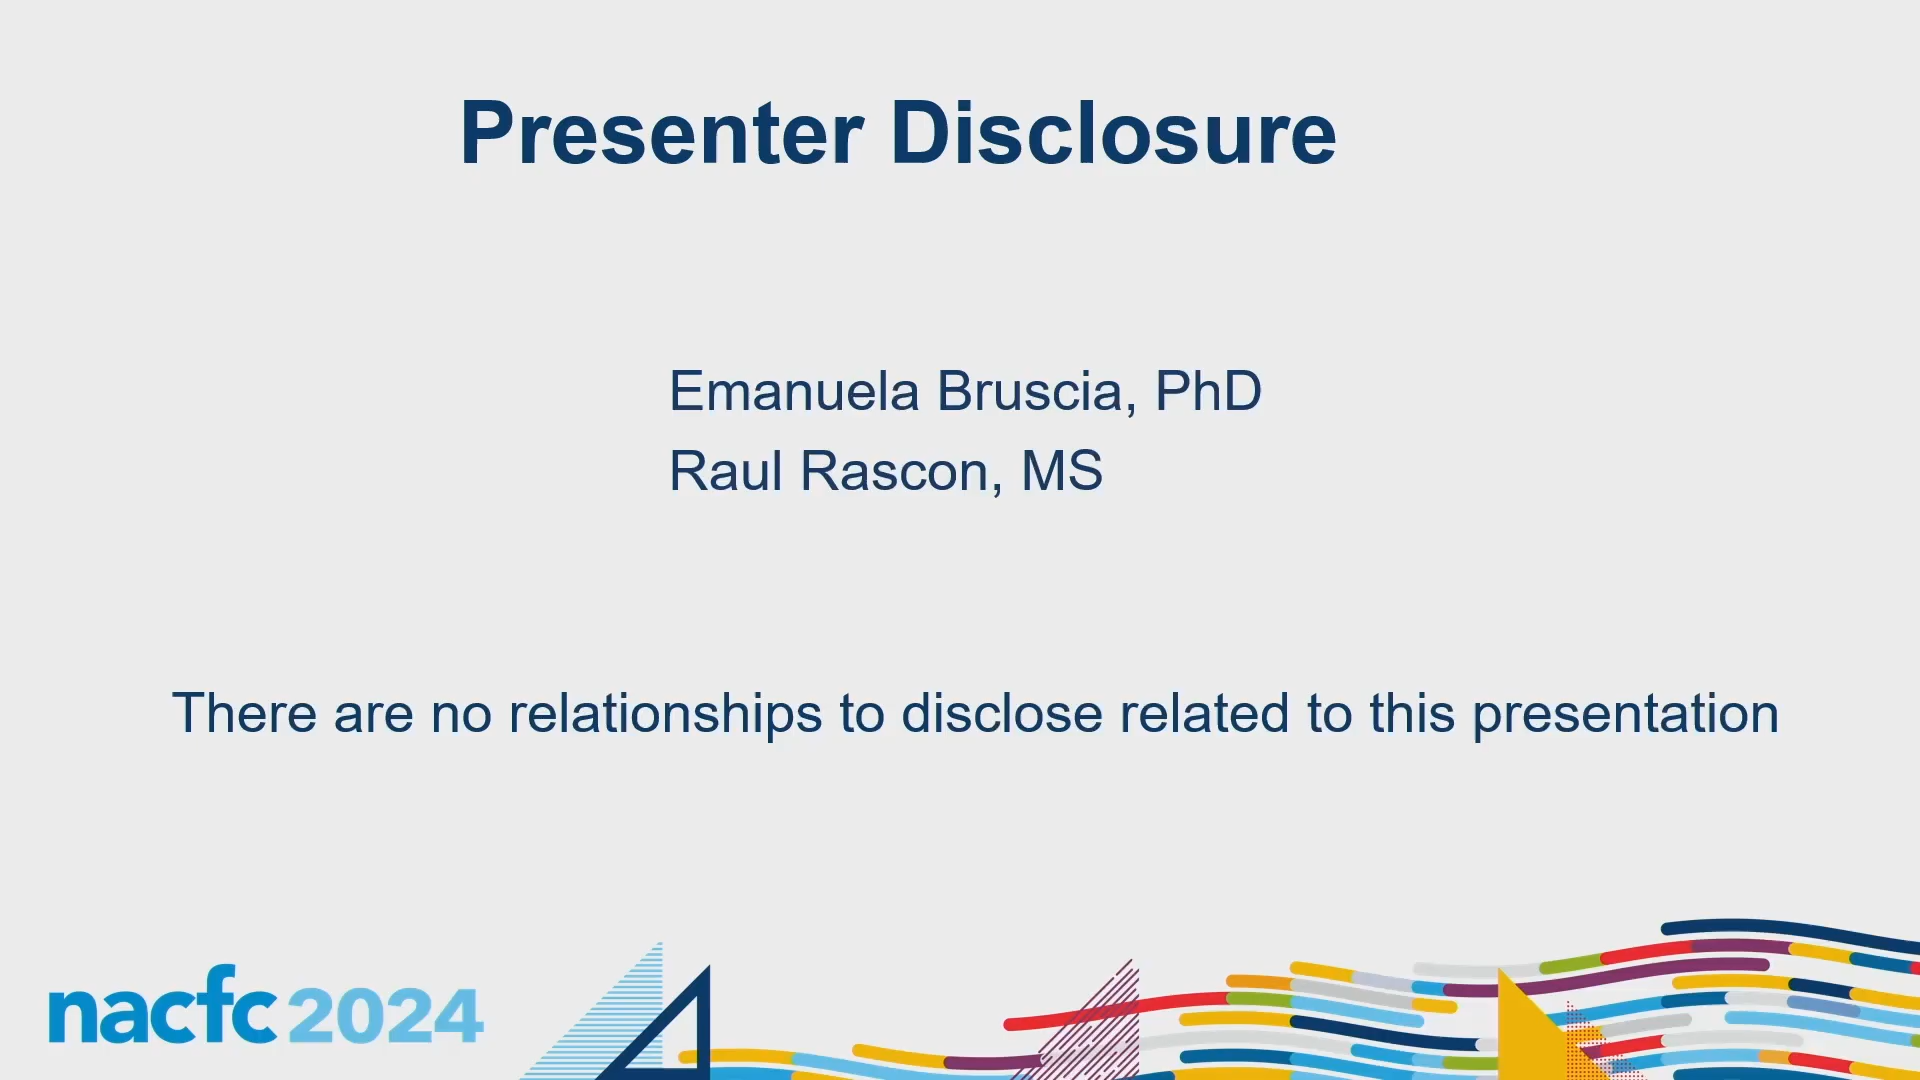 Presenter Disclosure
Emanuela Bruscia, PhD
Raul Rascon, MS
There are no relationships to disclose related to this presentation
nacfc 2024